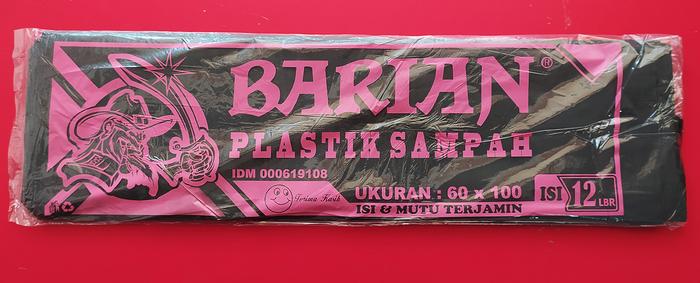 BARIAN®
PLASTIK SAMPAH
IDM 000619108
Terima Kasih
UKURAN : 60 x 100
ISI & MUTU TERJAMIN
ISI 12 LBR